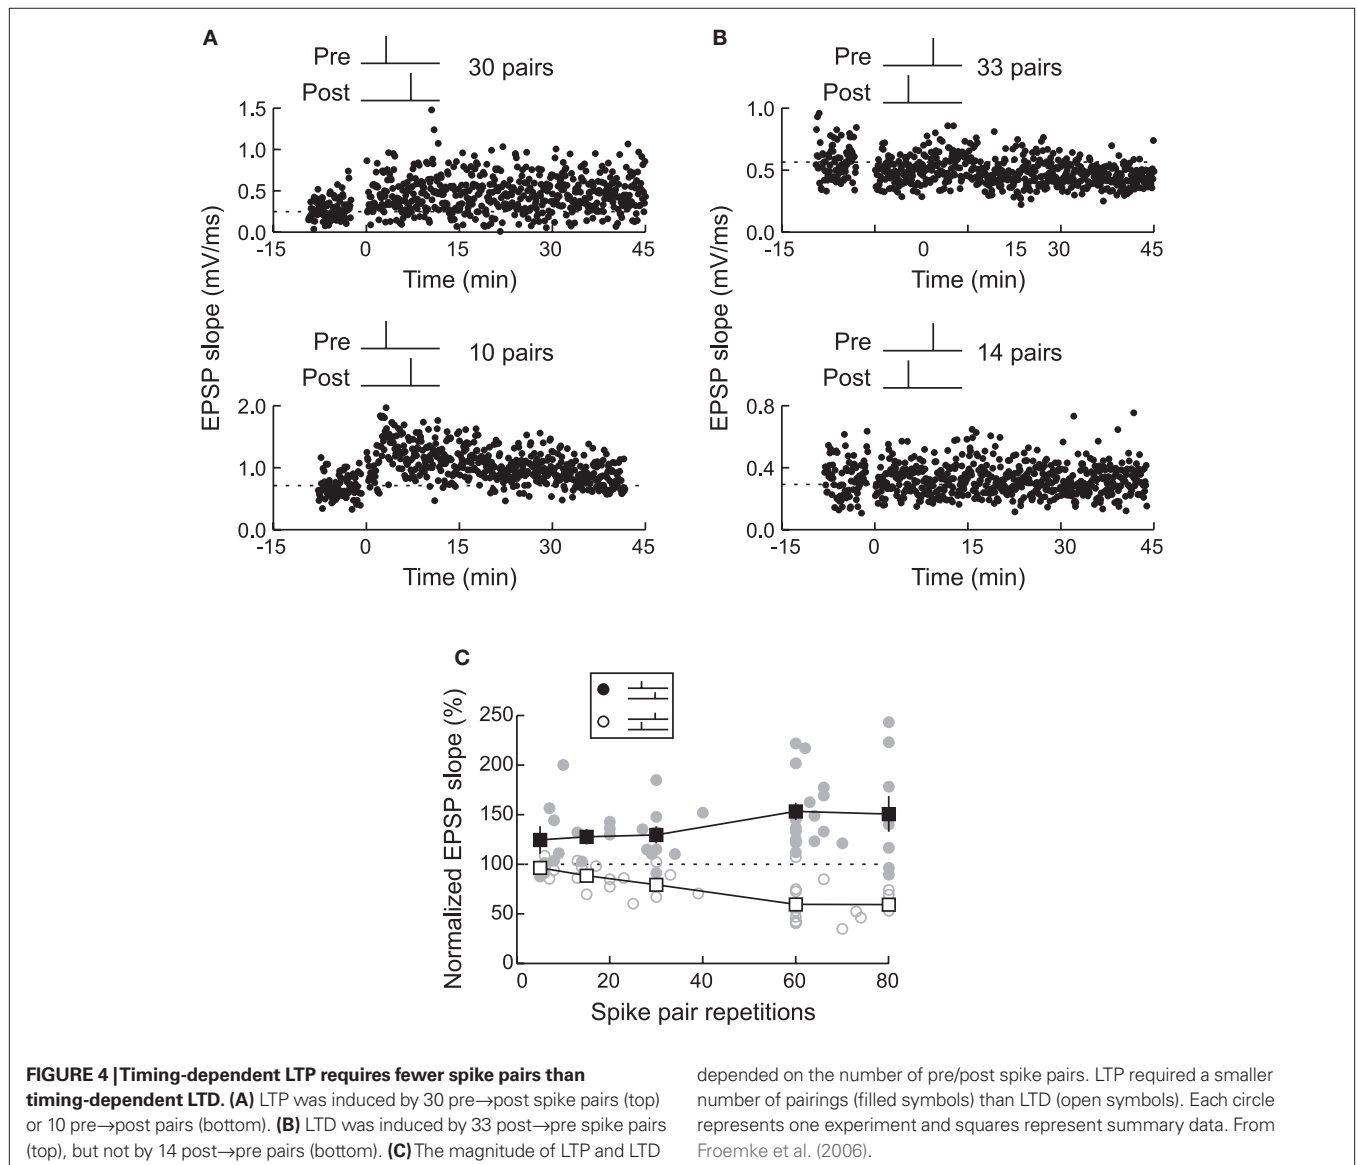 A
Pre
30 pairs
Post
EPSP slope (mV/ms)
1.5
1.0
0.5
0.0
-15 0 15 30 45
Time (min)
Pre
10 pairs
Post
2.0
1.0
0.0
-15 0 15 30 45
Time (min)
B
Pre
33 pairs
Post
EPSP slope (mV/ms)
1.0
0.5
0.0
-15 0 15 30 45
Time (min)
Pre
14 pairs
Post
0.8
0.4
0.0
-15 0 15 30 45
Time (min)
C
Normalized EPSP slope (%)
250
200
150
100
50
0
0 20 40 60 80
Spike pair repetitions
FIGURE 4 | Timing-dependent LTP requires fewer spike pairs than
timing-dependent LTD. (A) LTP was induced by 30 pre→post spike pairs (top)
or 10 pre→post pairs (bottom). (B) LTD was induced by 33 post→pre spike pairs
(top), but not by 14 post→pre pairs (bottom). (C) The magnitude of LTP and LTD
depended on the number of pre/post spike pairs. LTP required a smaller
number of pairings (filled symbols) than LTD (open symbols). Each circle
represents one experiment and squares represent summary data. From
Froemke et al. (2006).